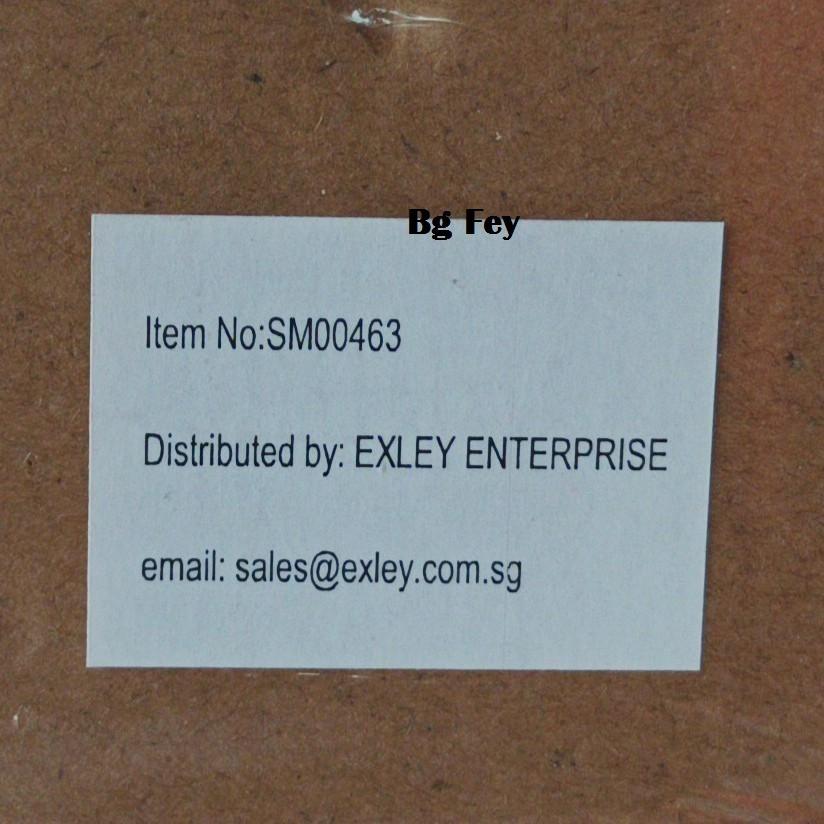 Bg Fey
Item No:SM00463
Distributed by: EXLEY ENTERPRISE
email: sales@exley.com.sg